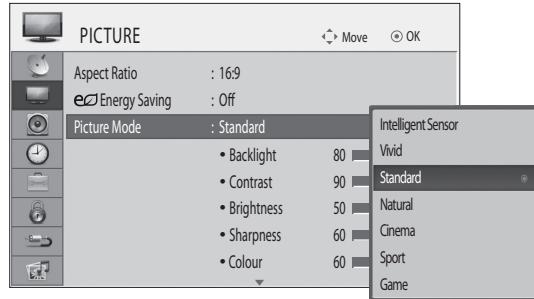 PICTURE Move OK
Aspect Ratio : 16:9
eco Energy Saving : Off
Picture Mode : Standard
• Backlight 80
• Contrast 90
• Brightness 50
• Sharpness 60
• Colour 60
Intelligent Sensor
Vivid
Standard
Natural
Cinema
Sport
Game